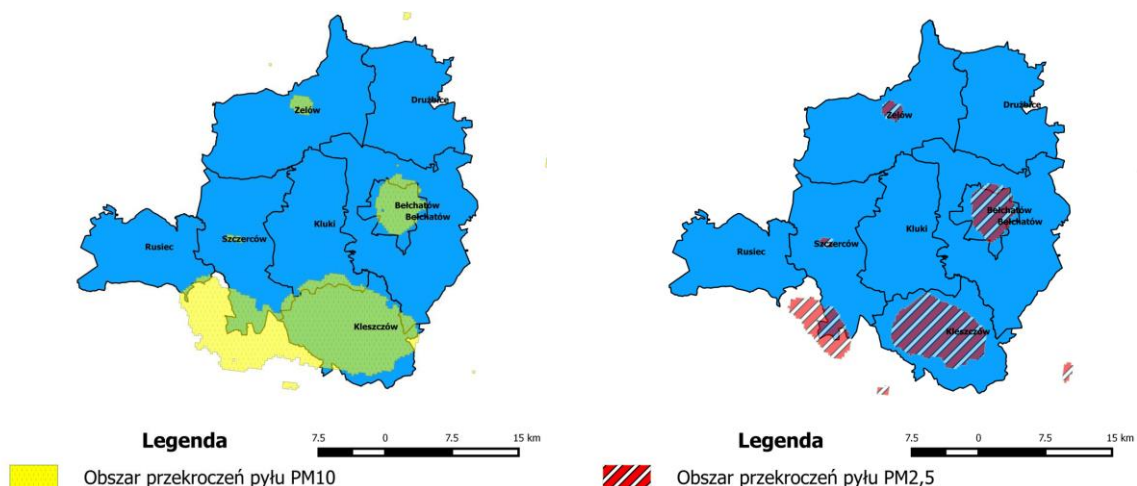 Zelów
Drużbice
Bełchatów
Bełchatów
Kluki
Szczerców
Rusiec
Kleszczów
Legenda
7.5 0 7.5 15 km
Obszar przekroczeń pyłu PM10
Zelów
Drużbice
Bełchatów
Bełchatów
Kluki
Szczerców
Rusiec
Kleszczów
Legenda
7.5 0 7.5 15 km
Obszar przekroczeń pyłu PM2,5